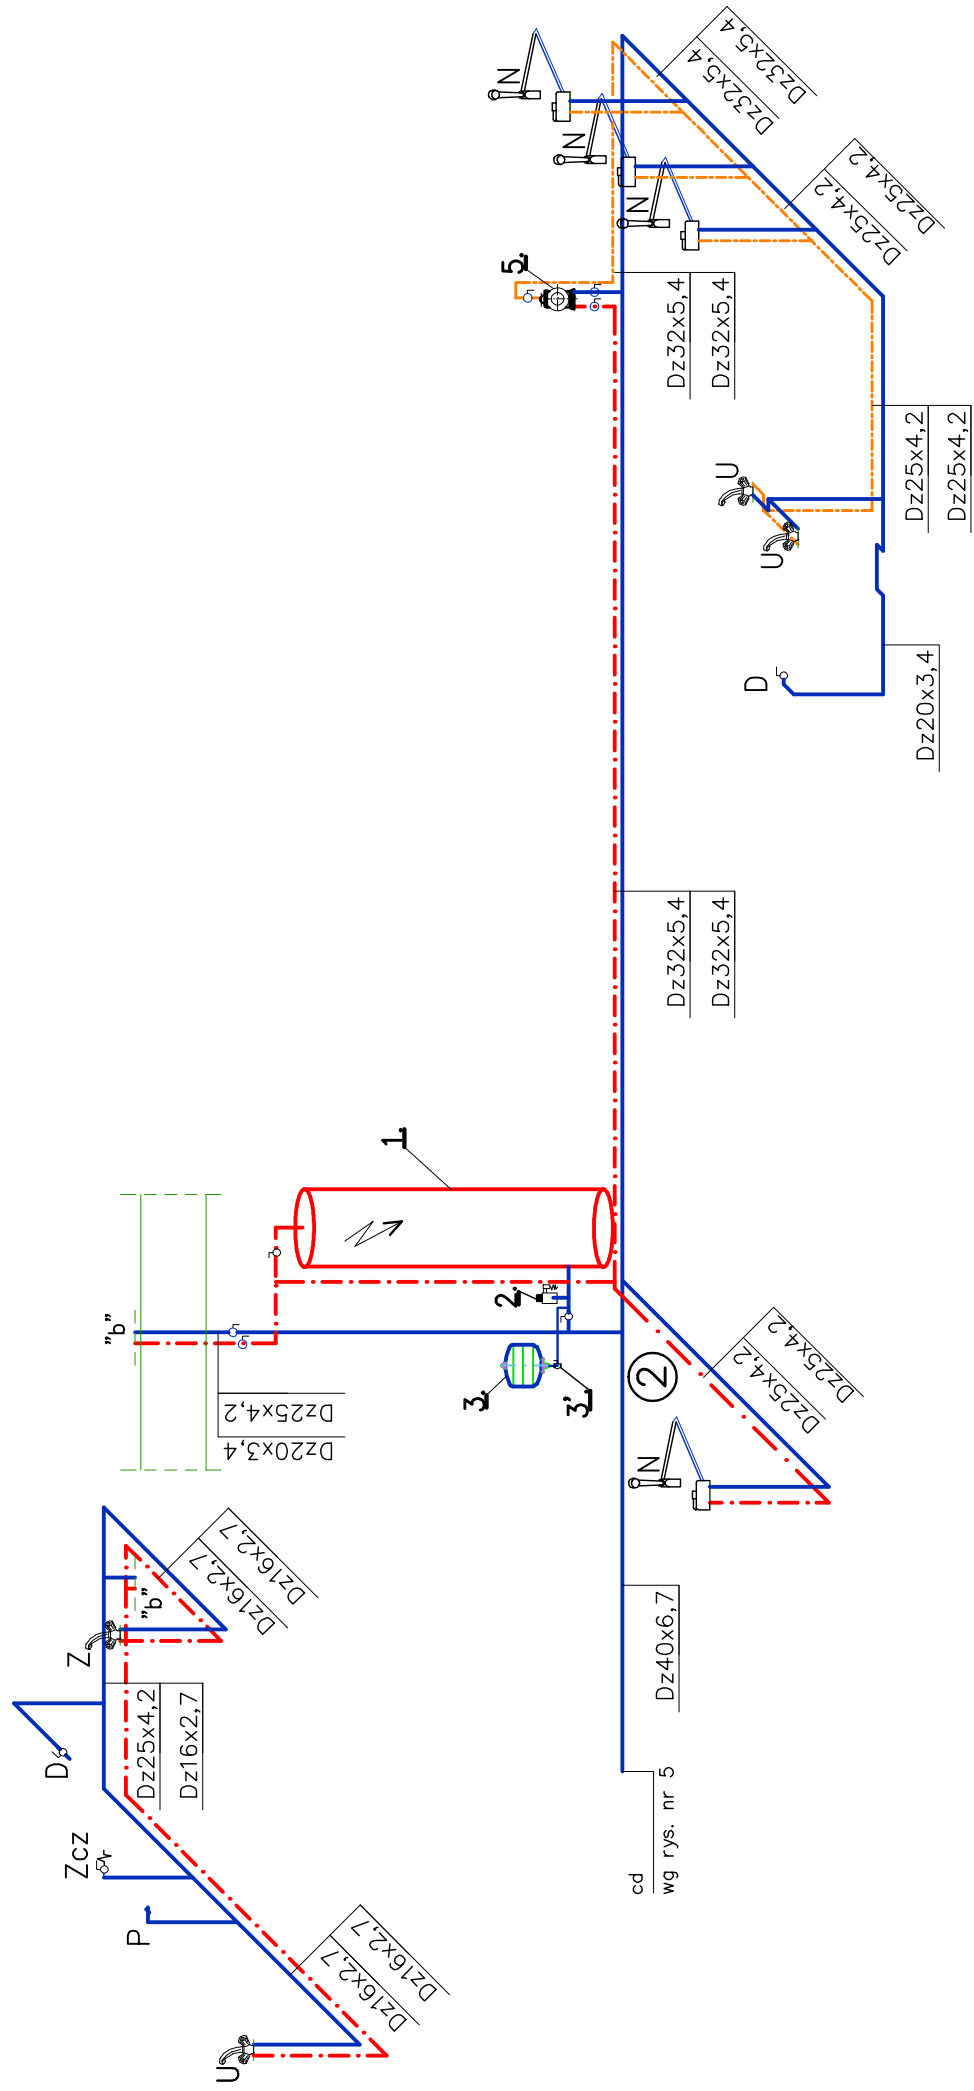 N
Dz32x5,4
Dz32x5,4
N
N
Dz25x4,2
Dz25x4,2
5.
Dz32x5,4
Dz32x5,4
Dz25x4,2
Dz25x4,2
U
U
D
Dz20x3,4
Dz32x5,4
Dz32x5,4
1.
2.
3.
3'.
"b"
Dz25x4,2
Dz20x3,4
2
N
Dz25x4,2
Dz25x4,2
Dz40x6,7
cd
wg rys. nr 5
"b"
Dz16x2,7
Dz16x2,7
Z
D
Dz25x4,2
Dz16x2,7
Zcz
P
Dz16x2,7
Dz16x2,7
U